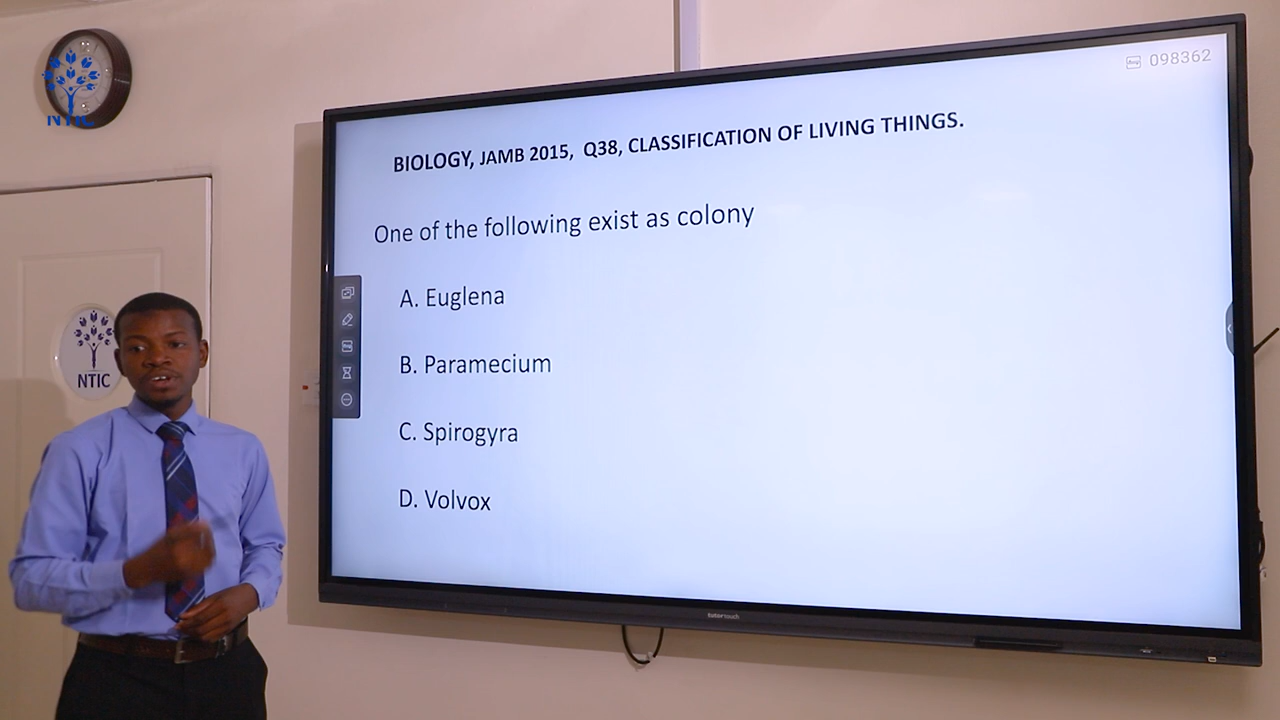 NTIC
098362
BIOLOGY, JAMB 2015, Q38, CLASSIFICATION OF LIVING THINGS.
One of the following exist as colony
A. Euglena
B. Paramecium
C. Spirogyra
D. Volvox
NTIC